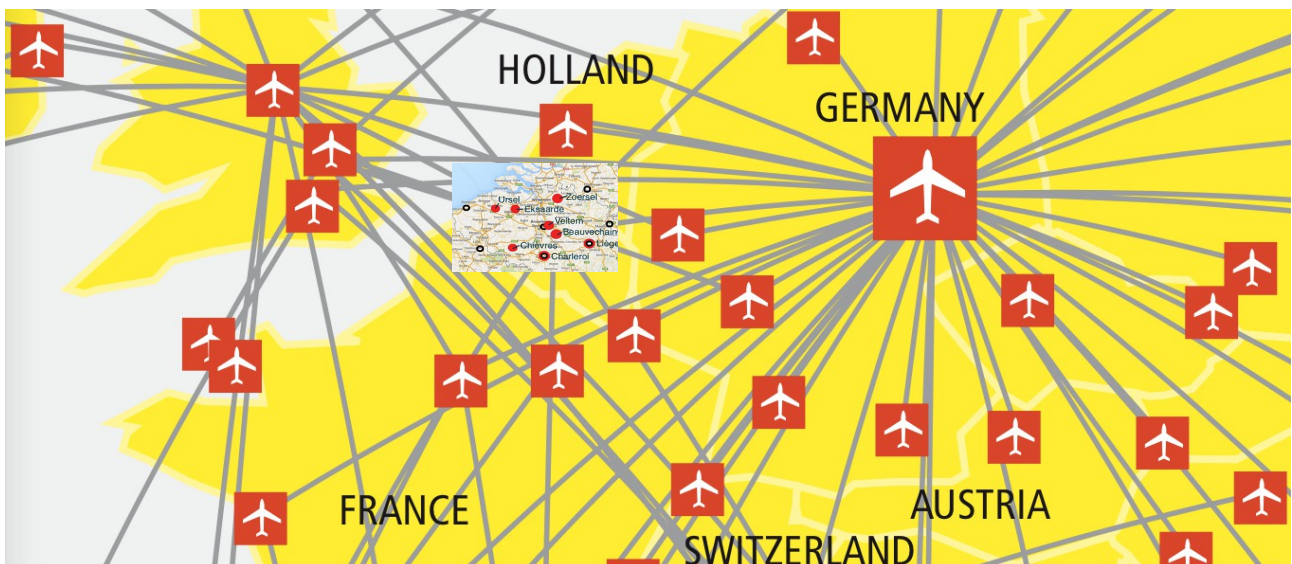 HOLLAND
GERMANY
Ursel
Zoersel
Eksaarde
Veltem
Beauvechain
Liège
Chièvres
Charleroi
FRANCE
AUSTRIA
SWITZERLAND